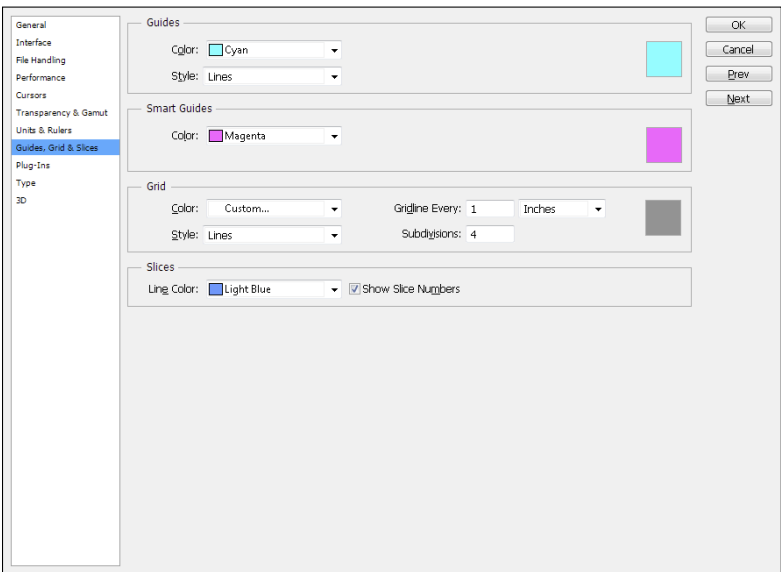 General
Interface
File Handling
Performance
Cursors
Transparency & Gamut
Units & Rulers
Guides, Grid & Slices
Plug-Ins
Type
3D
Guides
Color: Cyan
Style: Lines
Smart Guides
Color: Magenta
Grid
Color: Custom... Gridline Every: 1 Inches
Style: Lines Subdivisions: 4
Slices
Line Color: Light Blue Show Slice Numbers
OK
Cancel
Prev
Next